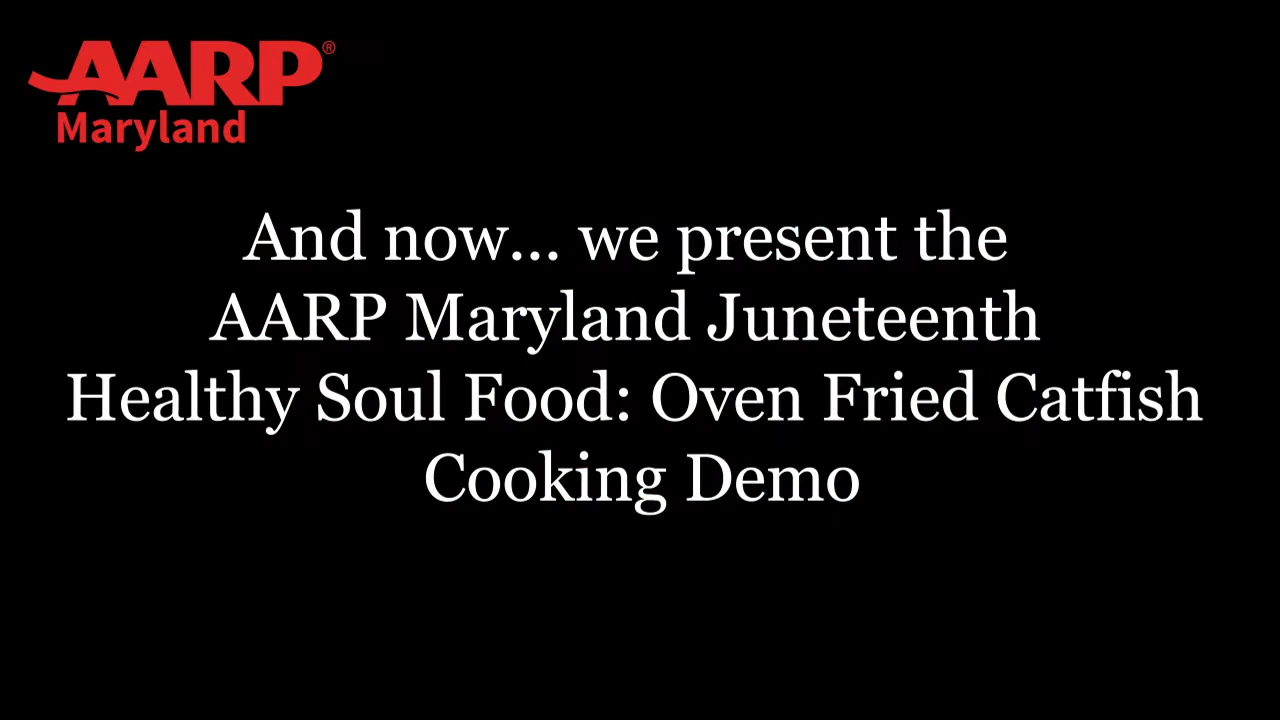 AARP®
Maryland
And now... we present the
AARP Maryland Juneteenth
Healthy Soul Food: Oven Fried Catfish
Cooking Demo